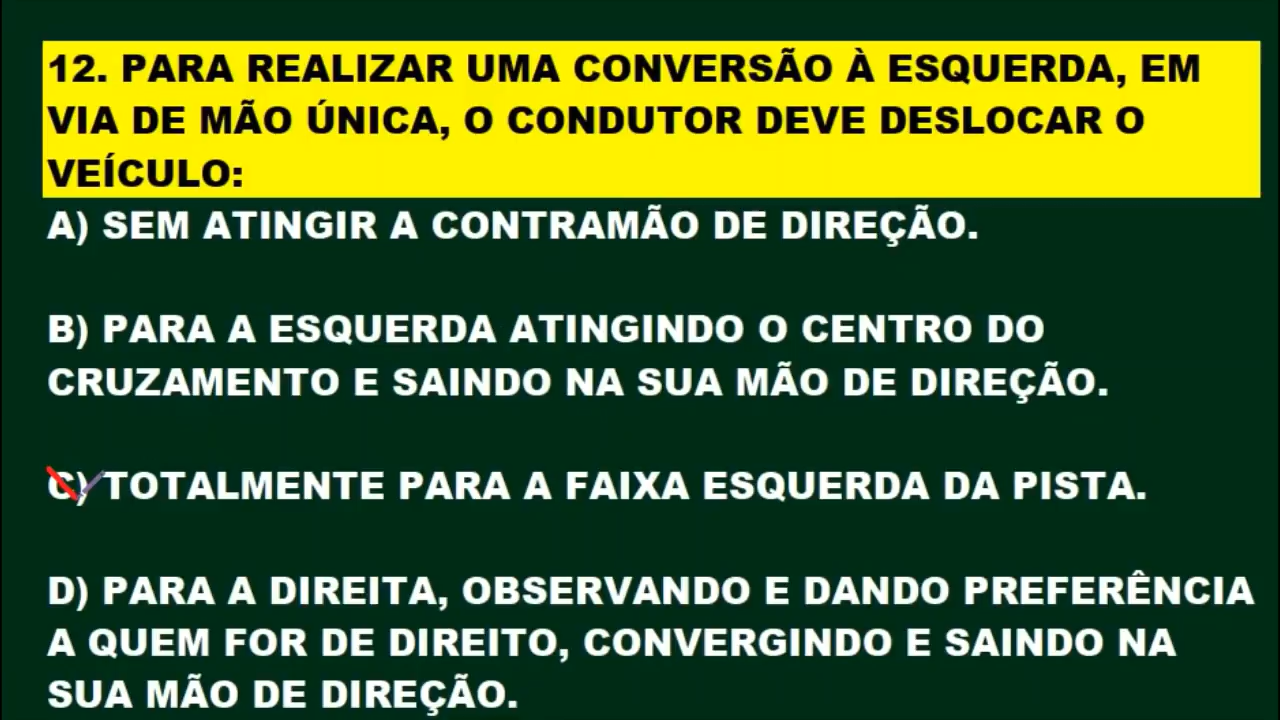 12. PARA REALIZAR UMA CONVERSÃO À ESQUERDA, EM
VIA DE MÃO ÚNICA, O CONDUTOR DEVE DESLOCAR O
VEÍCULO:
A) SEM ATINGIR A CONTRAMÃO DE DIREÇÃO.
B) PARA A ESQUERDA ATINGINDO O CENTRO DO
CRUZAMENTO E SAINDO NA SUA MÃO DE DIREÇÃO.
C) TOTALMENTE PARA A FAIXA ESQUERDA DA PISTA.
D) PARA A DIREITA, OBSERVANDO E DANDO PREFERÊNCIA
A QUEM FOR DE DIREITO, CONVERGINDO E SAINDO NA
SUA MÃO DE DIREÇÃO.